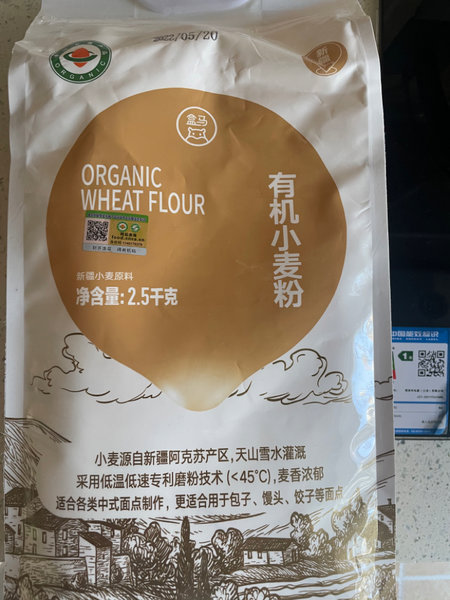 2022/05/20
ORGANIC
新疆
盒马
ORGANIC
WHEAT FLOUR
有机小麦粉
新疆小麦原料
净含量: 2.5千克
小麦源自新疆阿克苏产区,天山雪水灌溉
采用低温低速专利磨粉技术 (<45°C),麦香浓郁
适合各类中式面点制作，更适合用于包子、馒头、饺子等面点
中国能效标识
1